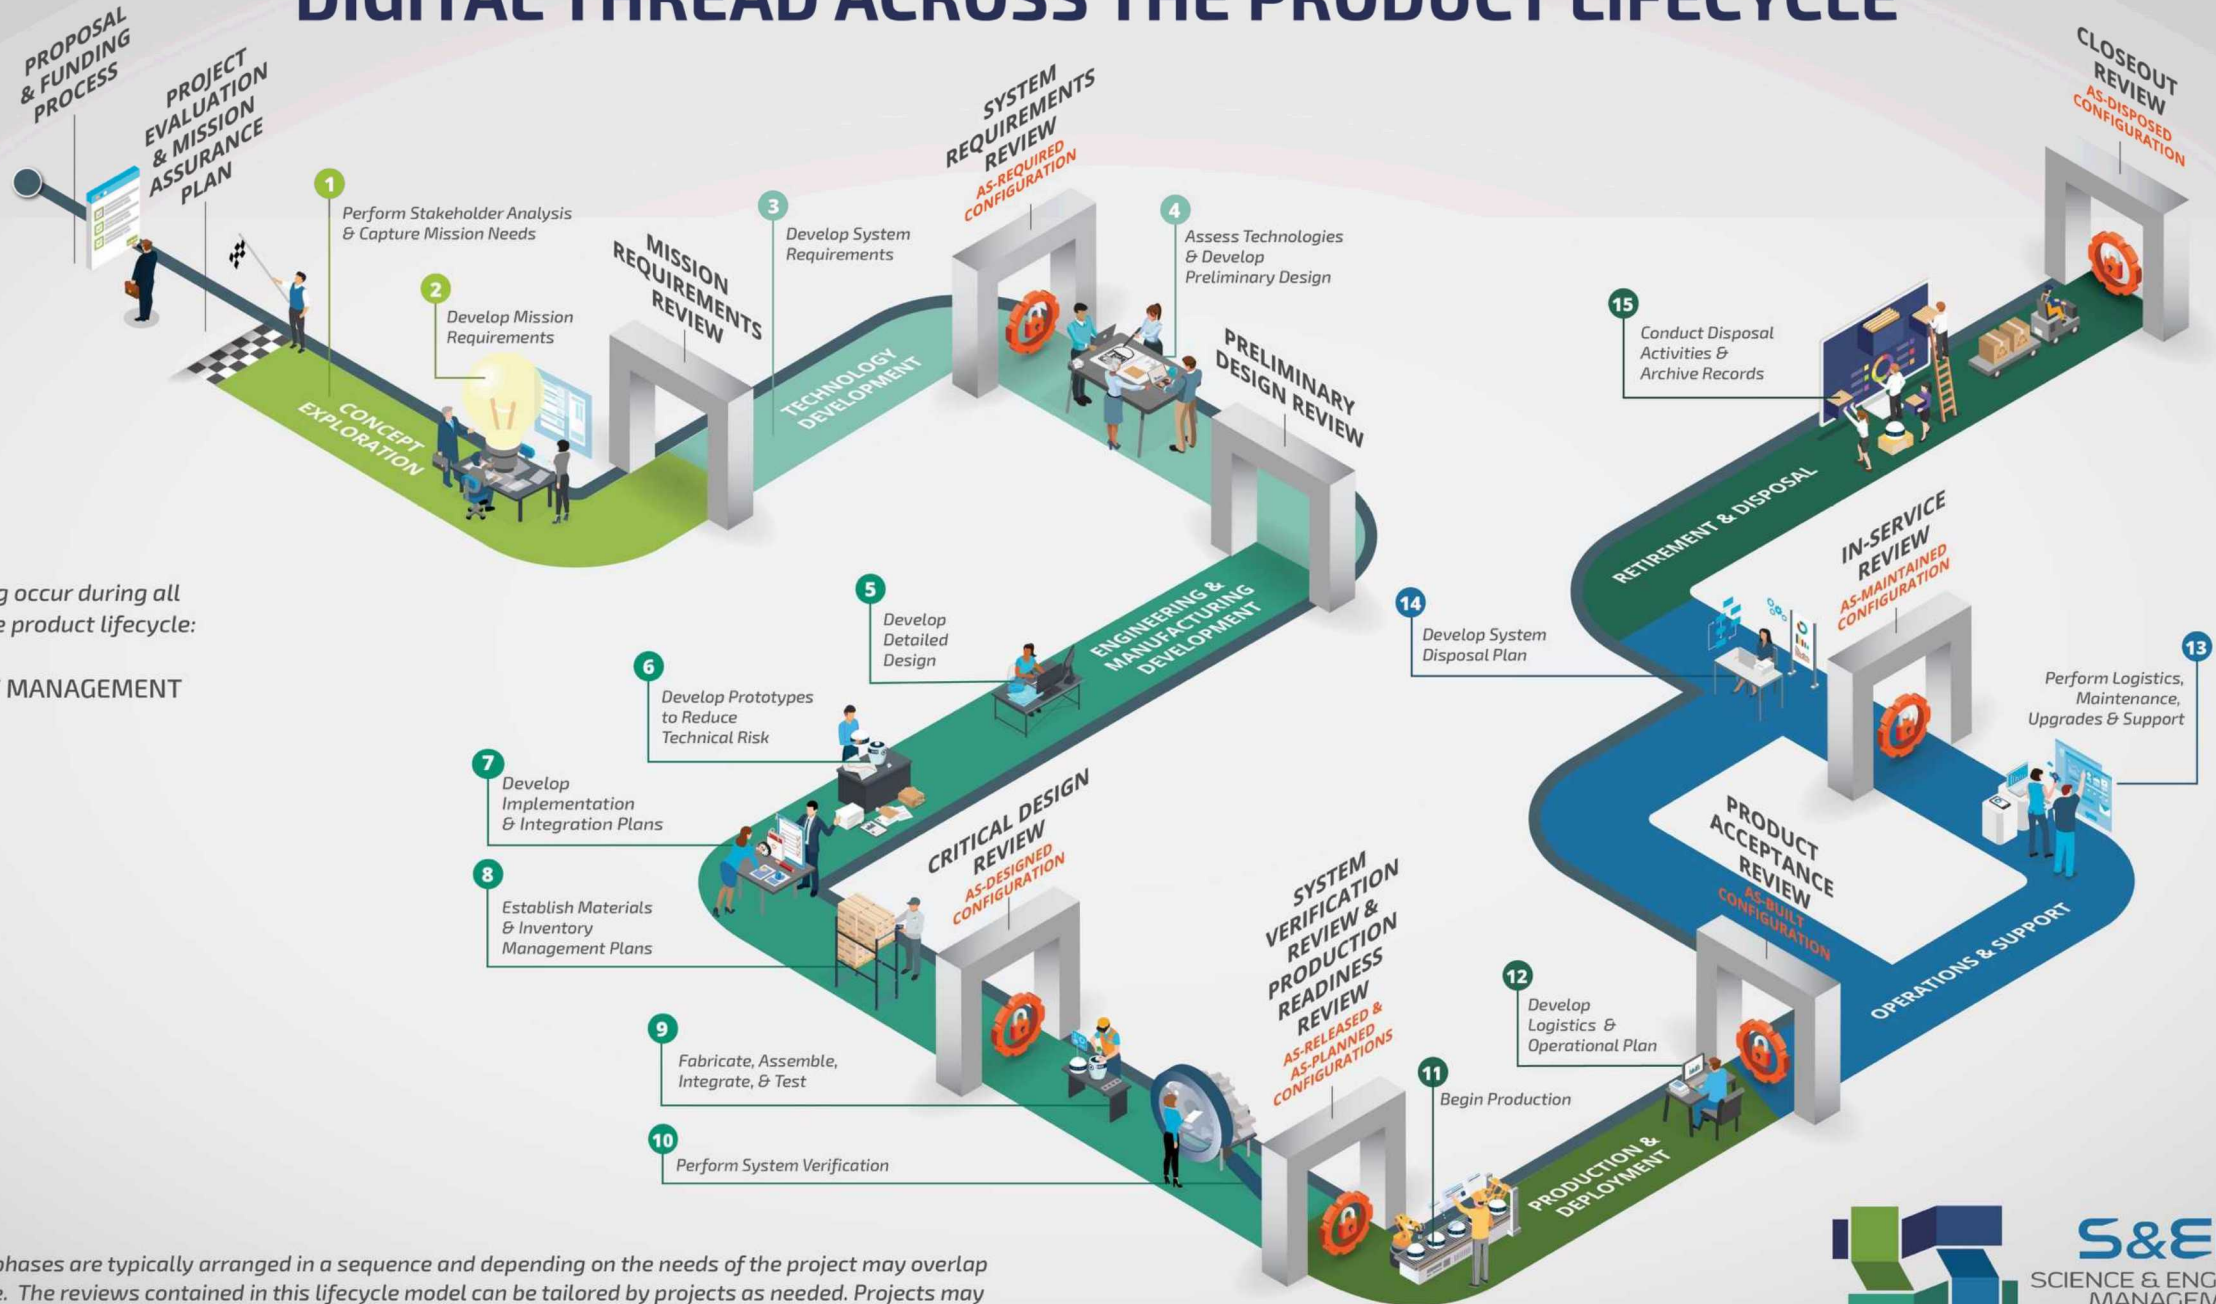 DIGITAL THREAD ACROSS THE PRODUCT LIFECYCLE
PROPOSAL
& FUNDING
PROCESS
PROJECT
EVALUATION
& MISSION
ASSURANCE
PLAN
1
Perform Stakeholder Analysis
& Capture Mission Needs
2
Develop Mission
Requirements
CONCEPT
EXPLORATION
MISSION
REQUIREMENTS
REVIEW
3
Develop System
Requirements
TECHNOLOGY
DEVELOPMENT
SYSTEM
REQUIREMENTS
REVIEW
AS-REQUIRED
CONFIGURATION
4
Assess Technologies
& Develop
Preliminary Design
PRELIMINARY
DESIGN REVIEW
ENGINEERING &
MANUFACTURING
DEVELOPMENT
5
Develop
Detailed
Design
6
Develop Prototypes
to Reduce
Technical Risk
7
Develop
Implementation
& Integration Plans
8
Establish Materials
& Inventory
Management Plans
CRITICAL DESIGN
REVIEW
AS-DESIGNED
CONFIGURATION
9
Fabricate, Assemble,
Integrate, & Test
10
Perform System Verification
SYSTEM
VERIFICATION
REVIEW &
PRODUCTION
READINESS
REVIEW
AS-RELEASED &
AS-PLANNED
CONFIGURATIONS
11
Begin Production
PRODUCTION &
DEPLOYMENT
12
Develop
Logistics &
Operational Plan
PRODUCT
ACCEPTANCE
REVIEW
AS-BUILT
CONFIGURATION
OPERATIONS & SUPPORT
13
Perform Logistics,
Maintenance,
Upgrades & Support
IN-SERVICE
REVIEW
AS-MAINTAINED
CONFIGURATION
14
Develop System
Disposal Plan
RETIREMENT & DISPOSAL
15
Conduct Disposal
Activities &
Archive Records
CLOSEOUT
REVIEW
AS-DISPOSED
CONFIGURATION
occur during all
product lifecycle:
MANAGEMENT
phases are typically arranged in a sequence and depending on the needs of the project may overlap
The reviews contained in this lifecycle model can be tailored by projects as needed. Projects may
S&E
SCIENCE & ENG
MANAGEM